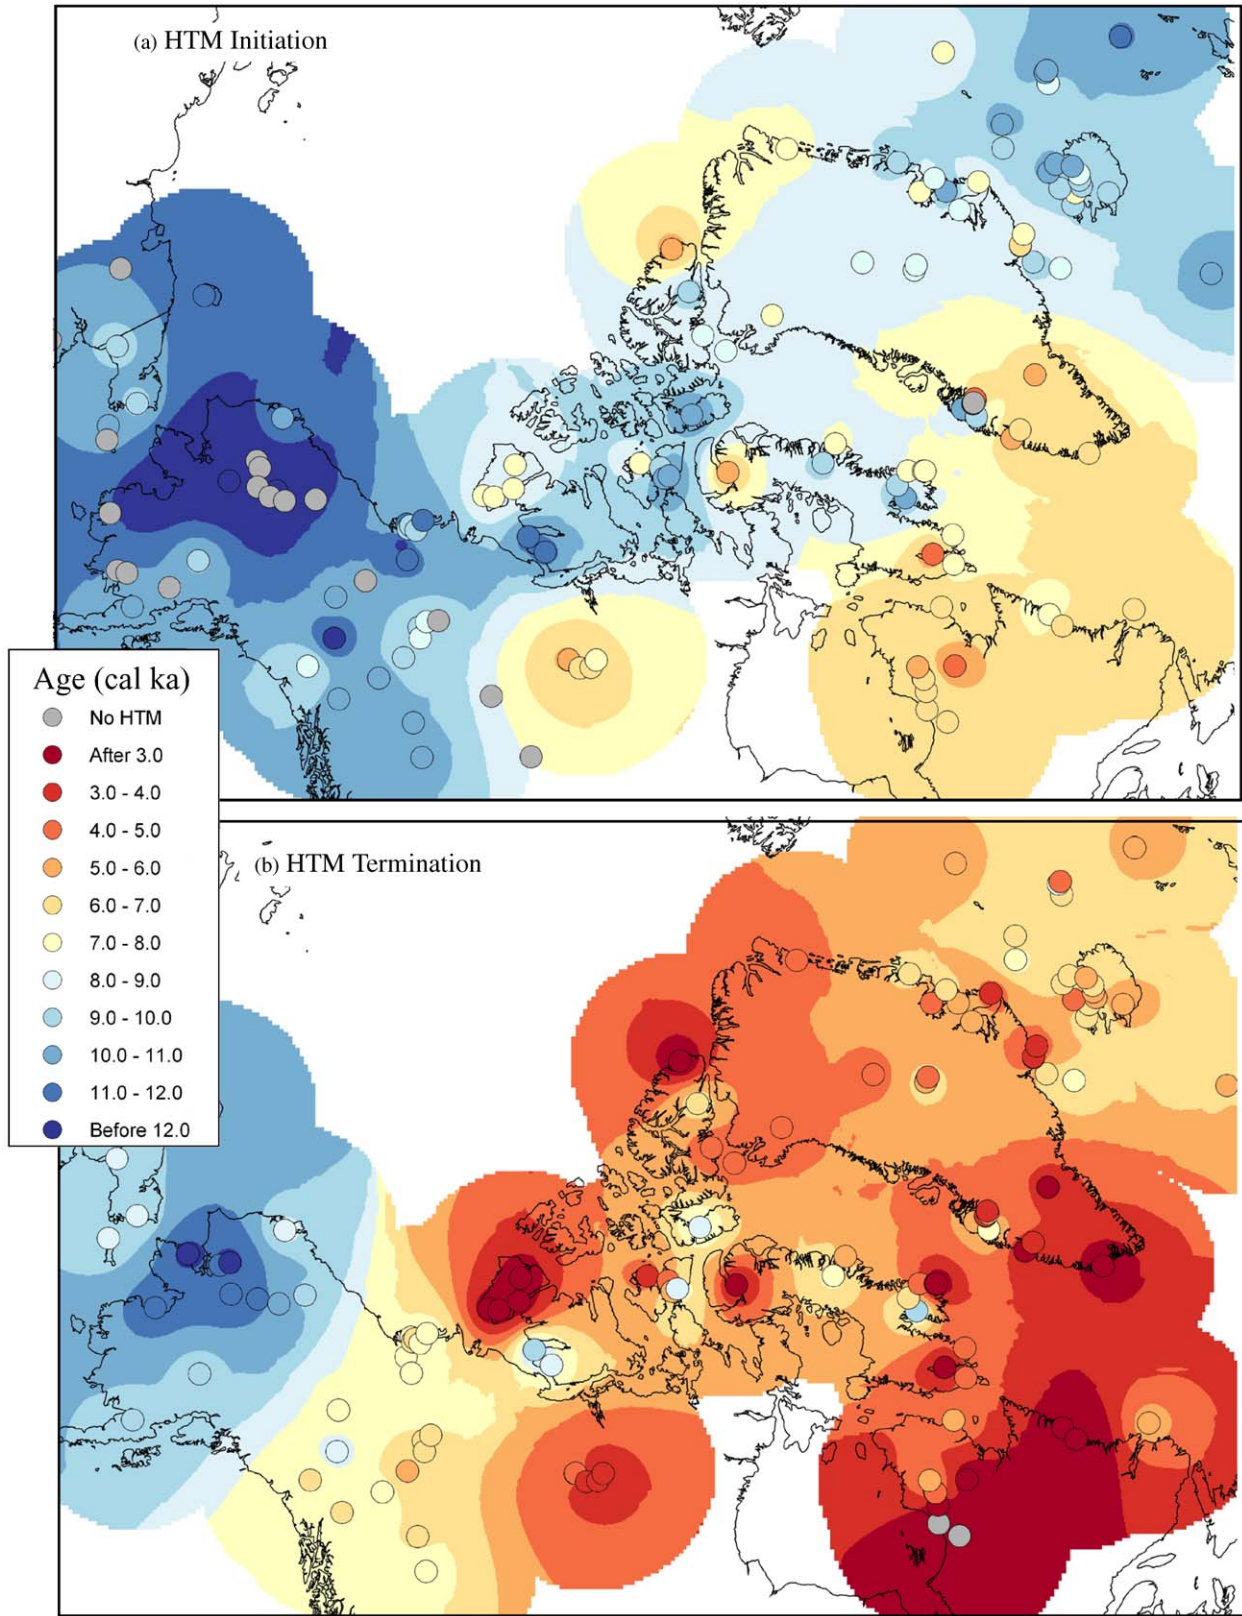 (a) HTM Initiation
Age (cal ka)
No HTM
After 3.0
3.0 - 4.0
4.0 - 5.0
5.0 - 6.0
6.0 - 7.0
7.0 - 8.0
8.0 - 9.0
9.0 - 10.0
10.0 - 11.0
11.0 - 12.0
Before 12.0
(b) HTM Termination